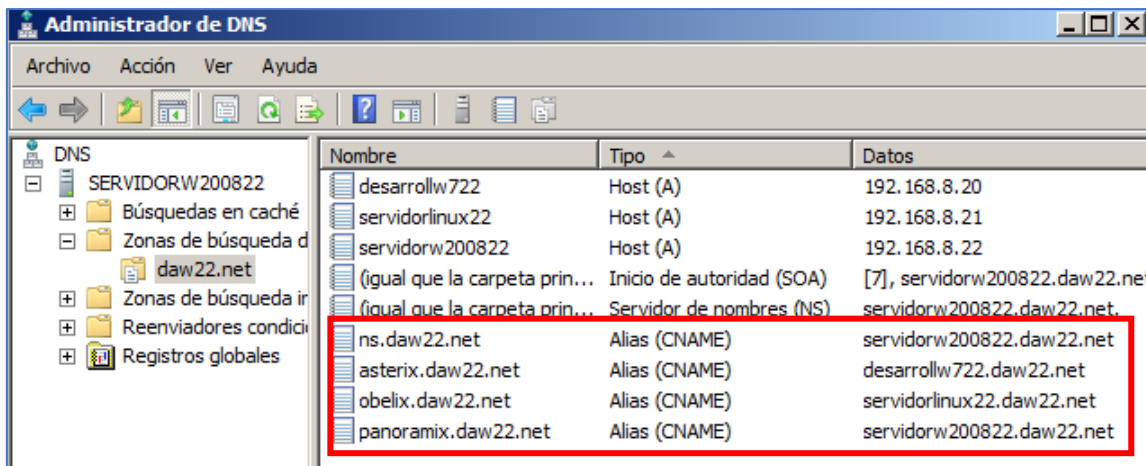 Administrador de DNS
Archivo Acción Ver Ayuda
DNS
SERVIDORW200822
Búsquedas en caché
Zonas de búsqueda d
daw22.net
Zonas de búsqueda ir
Reenviadores condici
Registros globales
Nombre Tipo Datos
desarrollw722 Host (A) 192.168.8.20
servidorlinux22 Host (A) 192.168.8.21
servidorw200822 Host (A) 192.168.8.22
(igual que la carpeta prin... Inicio de autoridad (SOA) [7], servidorw200822.daw22.net
(igual que la carpeta prin... Servidor de nombres (NS) servidorw200822.daw22.net.
ns.daw22.net Alias (CNAME) servidorw200822.daw22.net
asterix.daw22.net Alias (CNAME) desarrollw722.daw22.net
obelix.daw22.net Alias (CNAME) servidorlinux22.daw22.net
panoramix.daw22.net Alias (CNAME) servidorw200822.daw22.net